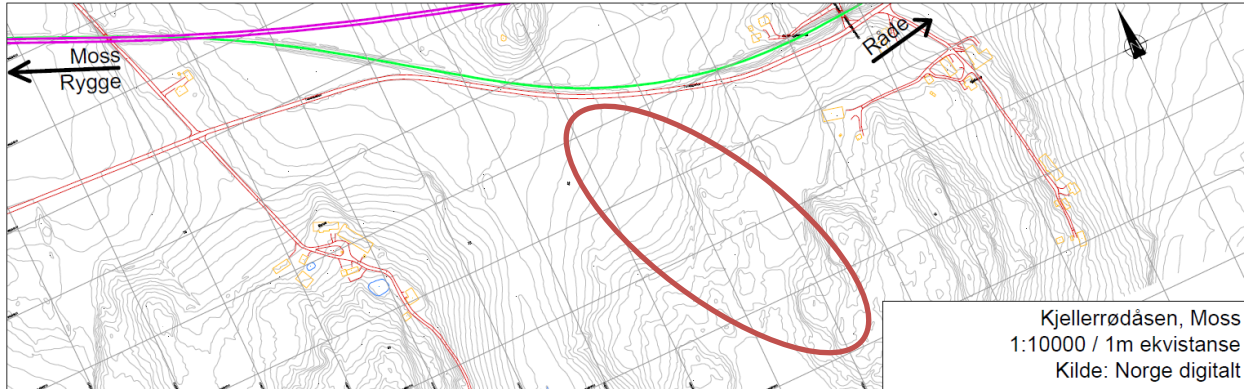 Moss
Rygge
Råde
Kjellerrødåsen, Moss
1:10000 / 1m ekvistanse
Kilde: Norge digitalt